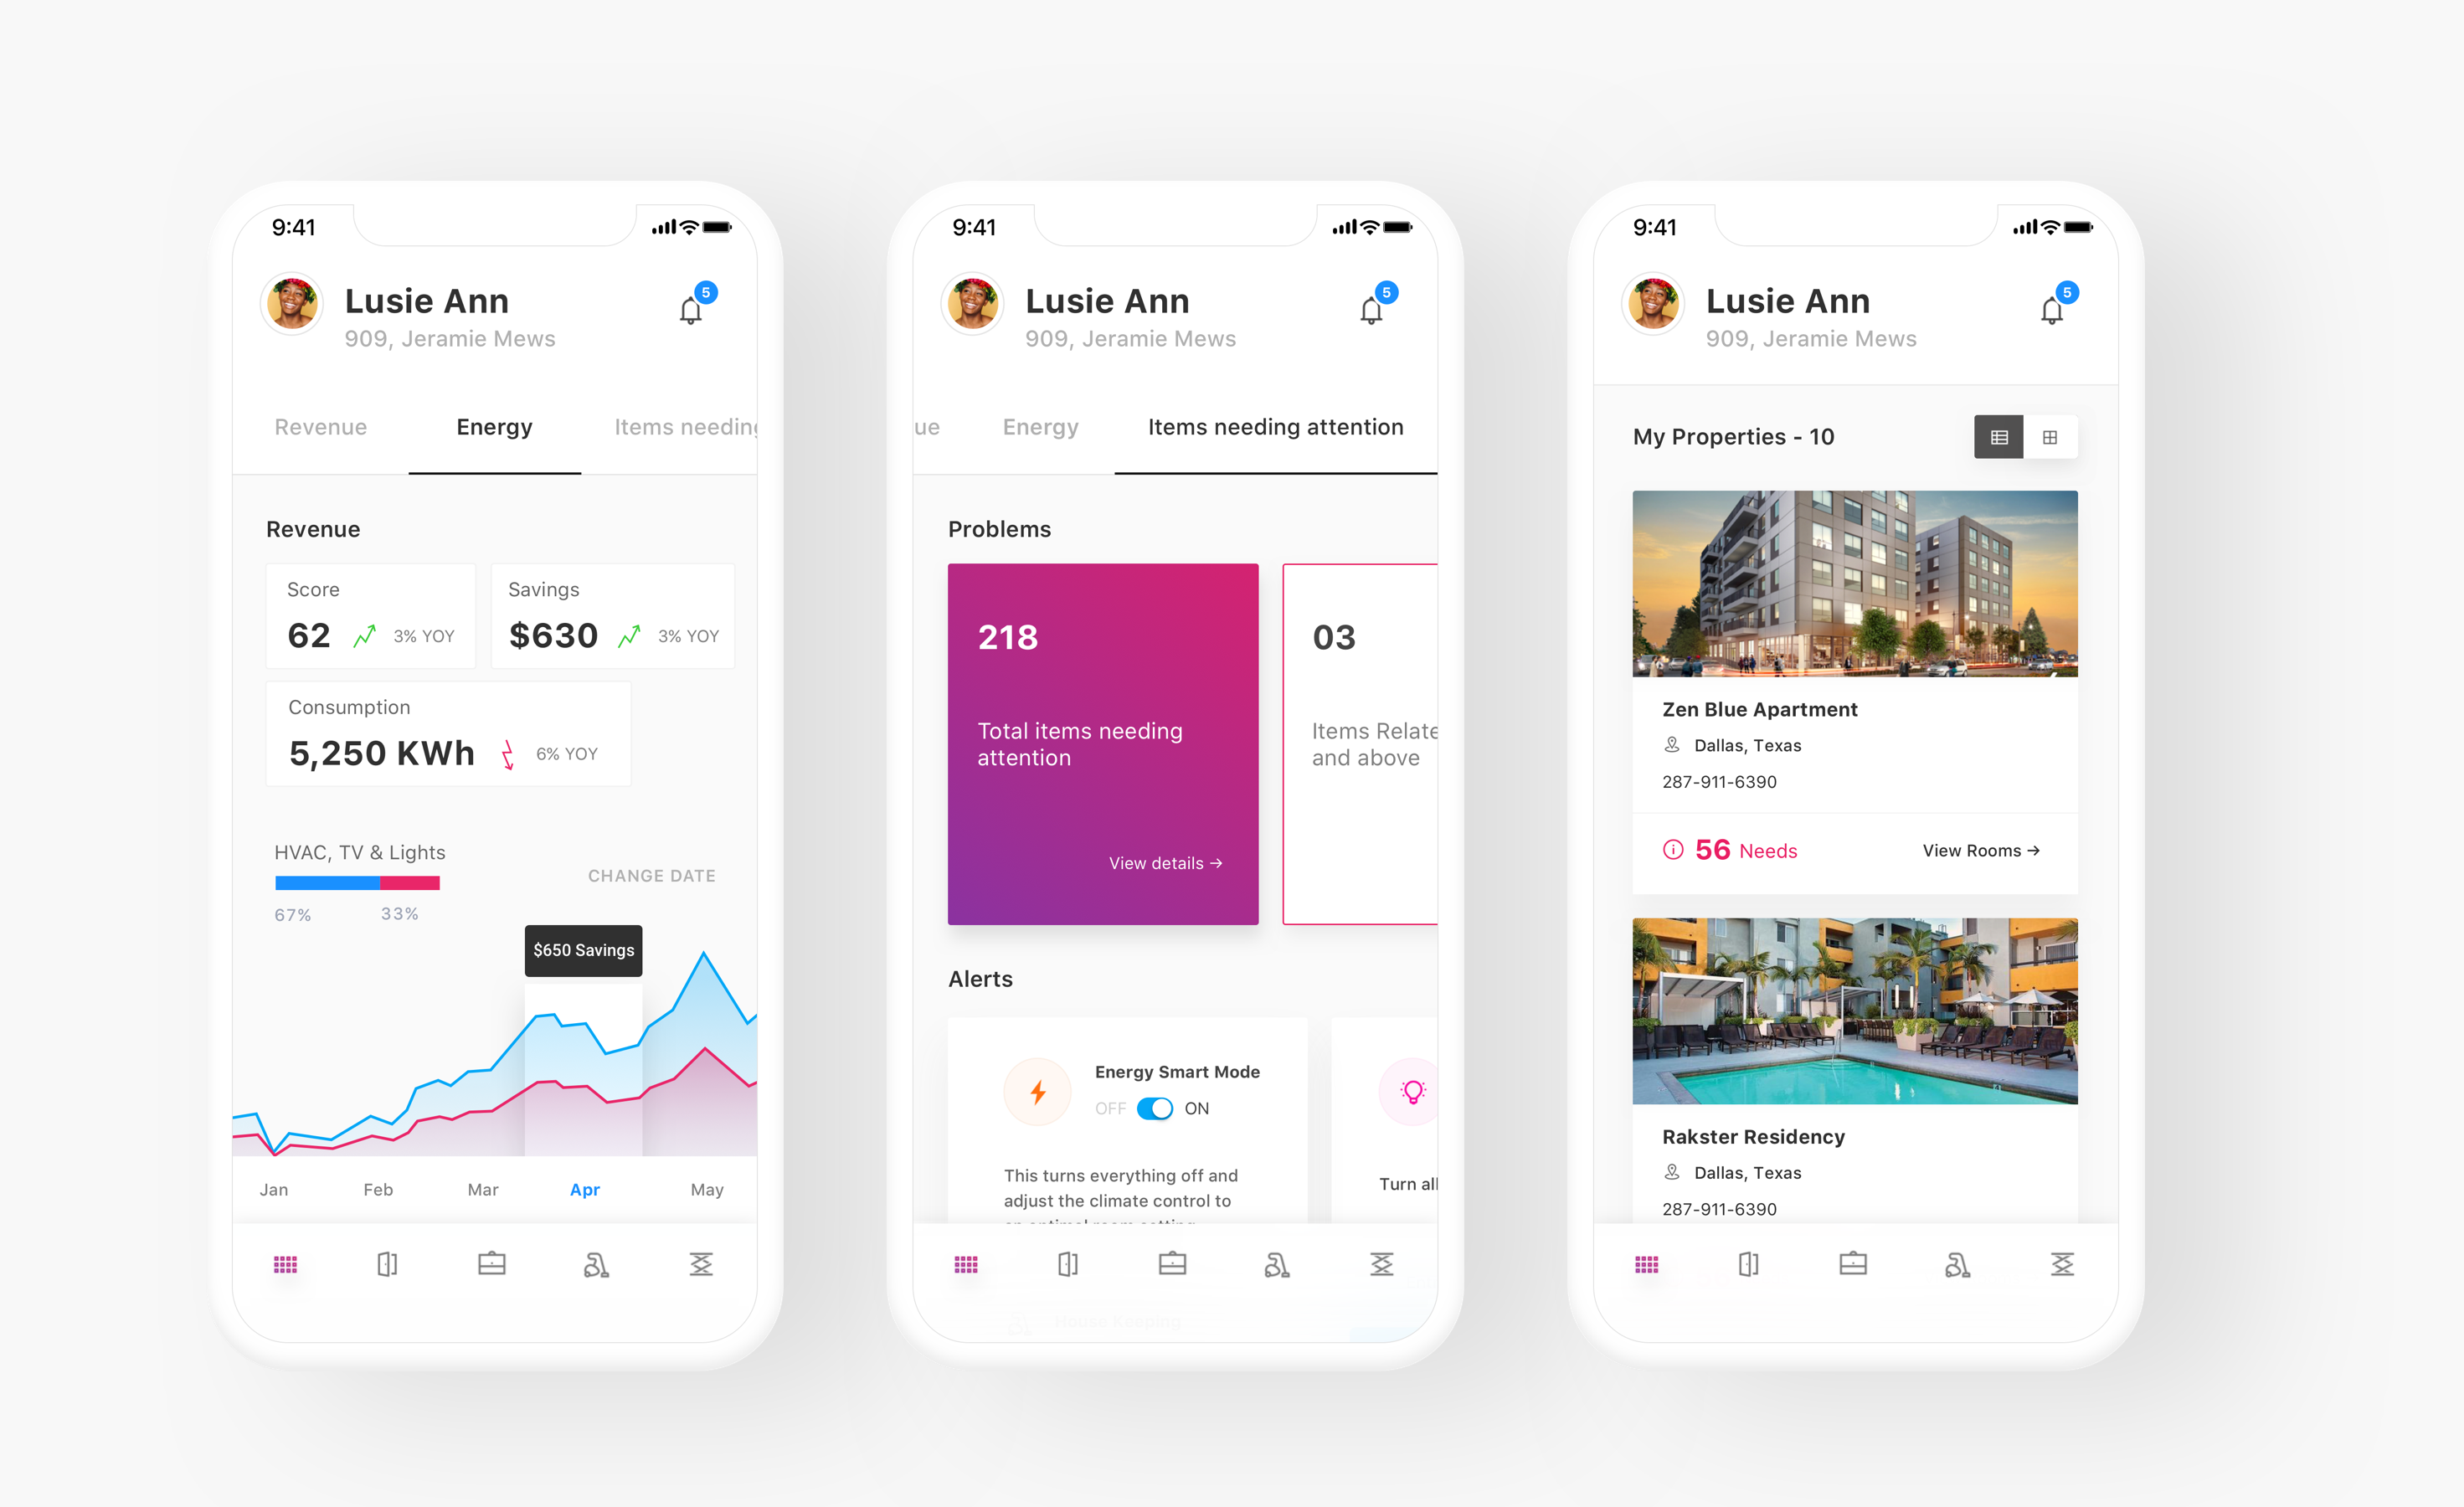 9:41
Lusie Ann
5
909, Jeramie Mews
Revenue
Energy
Items needing
Revenue
Score
62
3% YOY
Savings
$630
3% YOY
Consumption
5,250 KWh
6% YOY
HVAC, TV & Lights
CHANGE DATE
67%
33%
$650 Savings
Jan
Feb
Mar
Apr
May
9:41
Lusie Ann
5
909, Jeramie Mews
ue
Energy
Items needing attention
Problems
218
Total items needing
attention
View details →
03
Items Relate
and above
Alerts
Energy Smart Mode
OFF
ON
This turns everything off and
adjust the climate control to
an optimal room setting
Turn all
House Keeping
9:41
Lusie Ann
5
909, Jeramie Mews
My Properties - 10
Zen Blue Apartment
Dallas, Texas
287-911-6390
56 Needs
View Rooms →
Rakster Residency
Dallas, Texas
287-911-6390